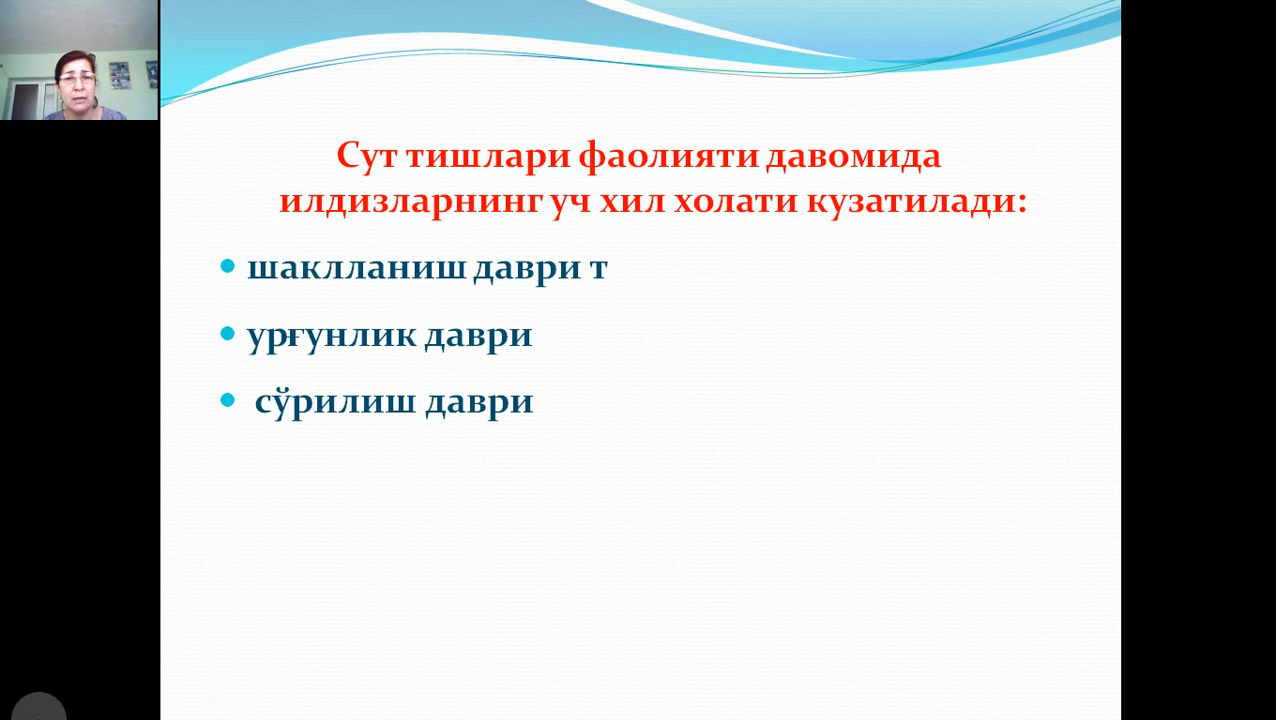 Сут тишлари фаолияти давомида
илдизларнинг уч хил холати кузатилади:
шаклланиш даври т
урғунлик даври
сўрилиш даври